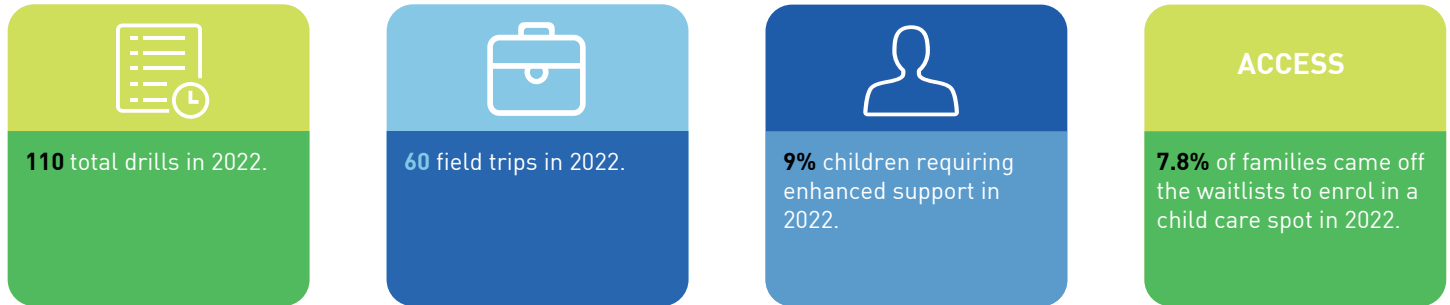 110 total drills in 2022.
60 field trips in 2022.
9% children requiring
enhanced support in
2022.
ACCESS
7.8% of families came off
the waitlists to enrol in a
child care spot in 2022.